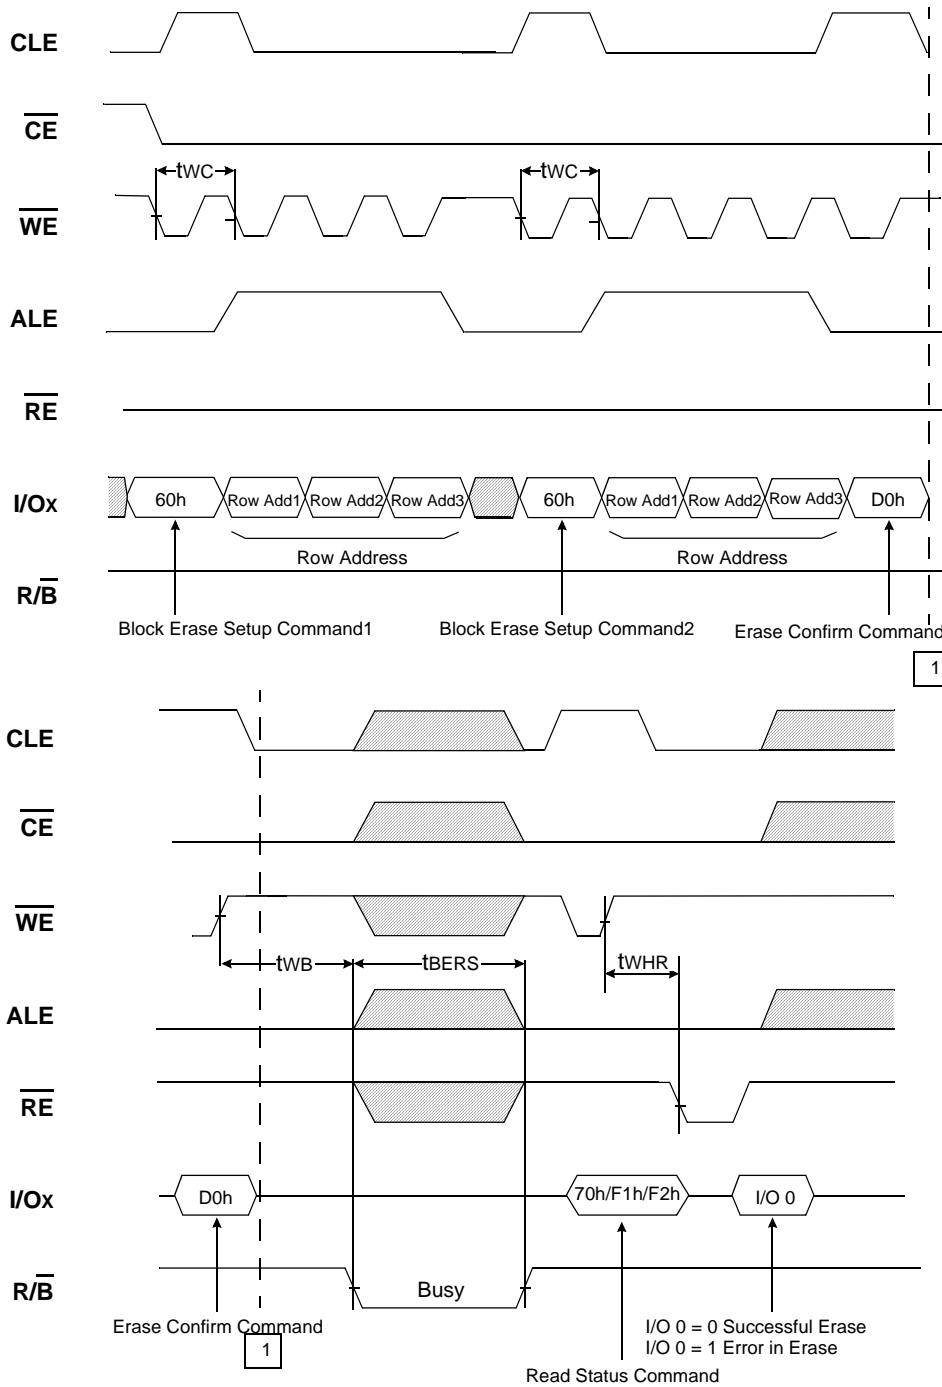 CLE
CE
tWC
tWC
WE
ALE
RE
I/Ox
60h
Row Add1
Row Add2
Row Add3
60h
Row Add1
Row Add2
Row Add3
D0h
Row Address
Row Address
R/B
Block Erase Setup Command1
Block Erase Setup Command2
Erase Confirm Command
1
CLE
CE
WE
tWB
tBERS
tWHR
ALE
RE
I/Ox
D0h
70h/F1h/F2h
I/O 0
R/B
Busy
Erase Confirm Command
1
I/O 0 = 0 Successful Erase
I/O 0 = 1 Error in Erase
Read Status Command